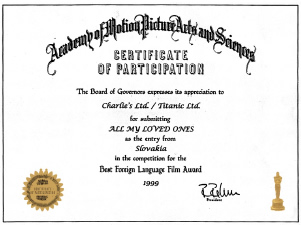 Academy of Motion Picture Arts and Sciences
CERTIFICATE
OF PARTICIPATION
The Board of Governors expresses its appreciation to
Charlie's Ltd. / Titanic Ltd.
for submitting
ALL MY LOVED ONES
as the entry from
Slovakia
in the competition for the
Best Foreign Language Film Award
1999
President